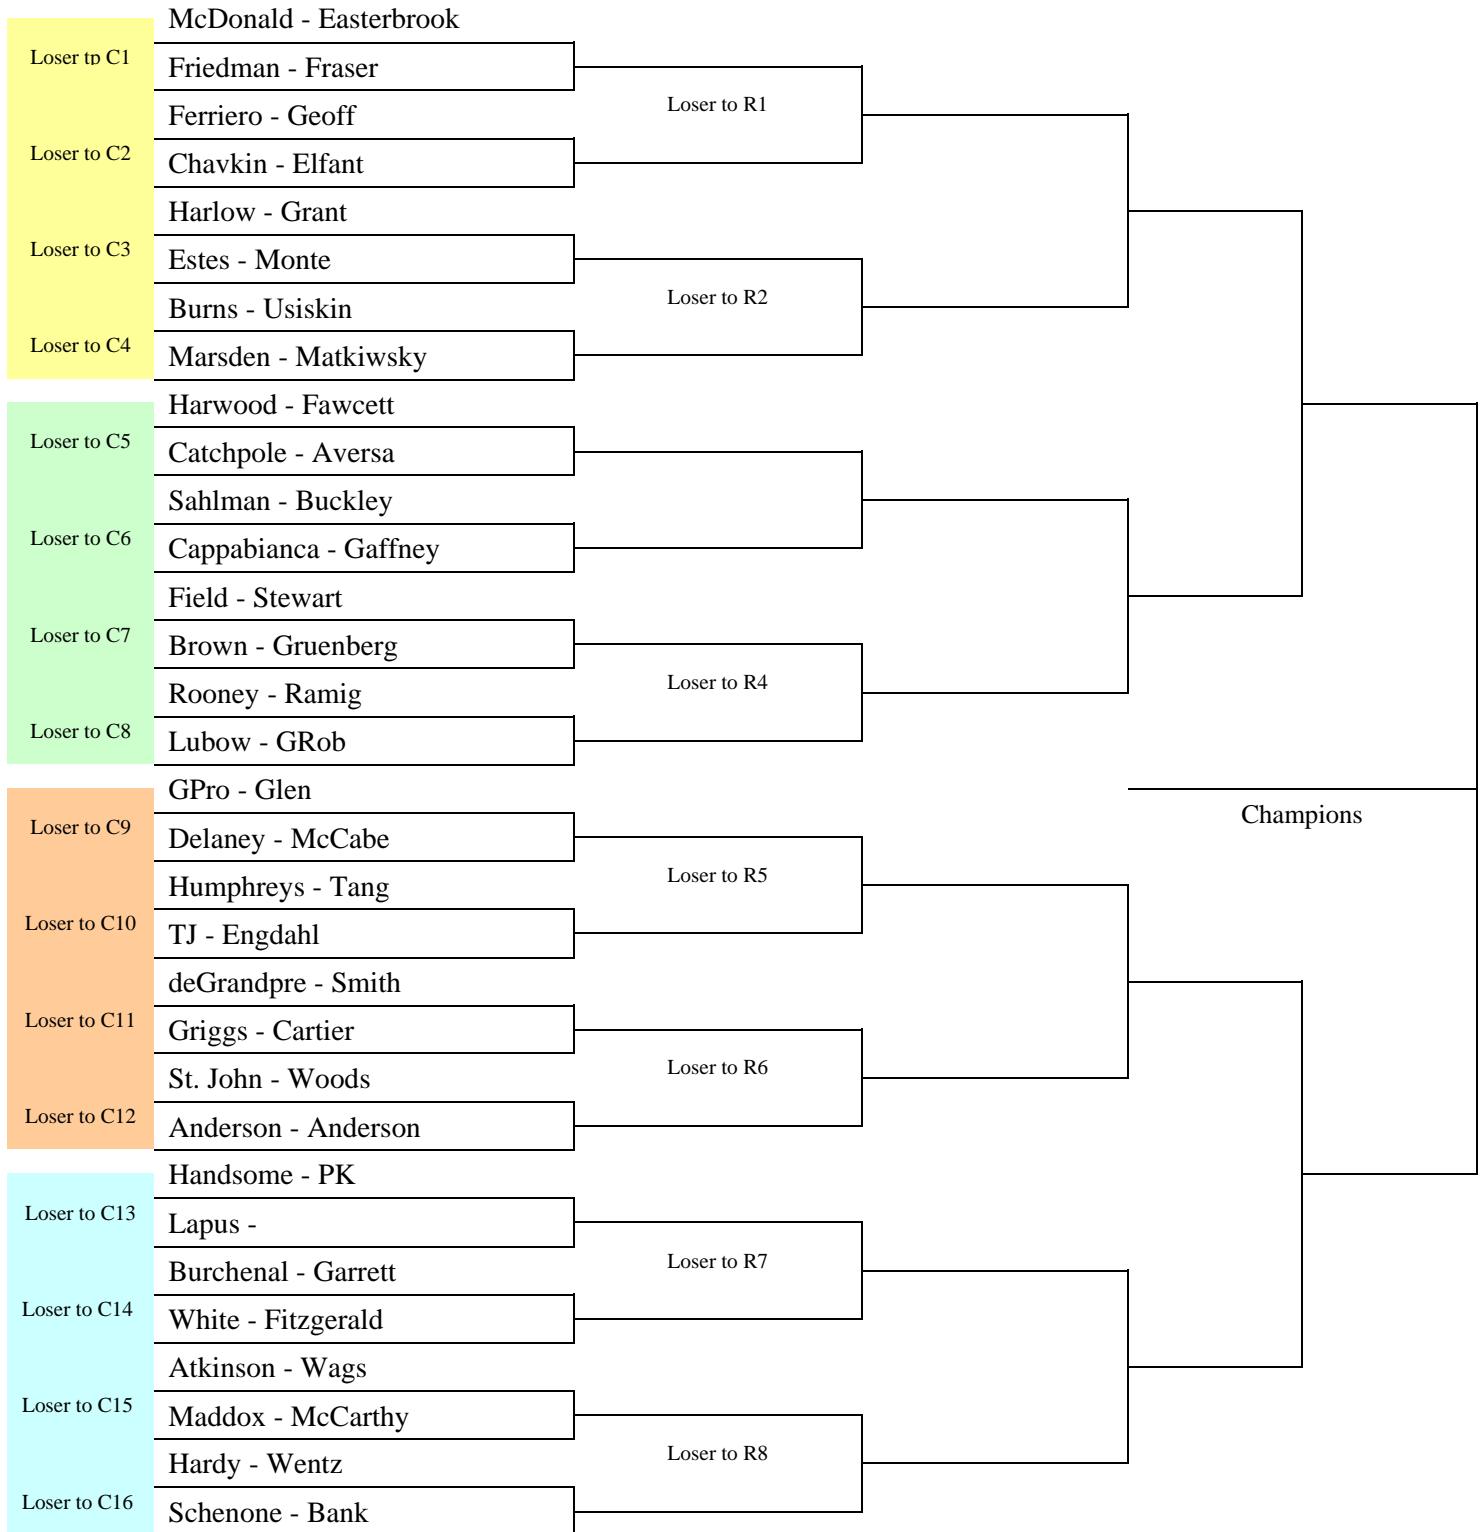 McDonald - Easterbrook
Loser tp C1
Friedman - Fraser
Loser to R1
Ferriero - Geoff
Loser to C2
Chavkin - Elfant
Harlow - Grant
Loser to C3
Estes - Monte
Loser to R2
Burns - Usiskin
Loser to C4
Marsden - Matkiwsky
Harwood - Fawcett
Loser to C5
Catchpole - Aversa
Sahlman - Buckley
Loser to C6
Cappabianca - Gaffney
Field - Stewart
Loser to C7
Brown - Gruenberg
Loser to R4
Rooney - Ramig
Loser to C8
Lubow - GRob
GPro - Glen
Champions
Loser to C9
Delaney - McCabe
Loser to R5
Humphreys - Tang
Loser to C10
TJ - Engdahl
deGrandpre - Smith
Loser to C11
Griggs - Cartier
Loser to R6
St. John - Woods
Loser to C12
Anderson - Anderson
Handsome - PK
Loser to C13
Lapus -
Loser to R7
Burchenal - Garrett
Loser to C14
White - Fitzgerald
Atkinson - Wags
Loser to C15
Maddox - McCarthy
Loser to R8
Hardy - Wentz
Loser to C16
Schenone - Bank